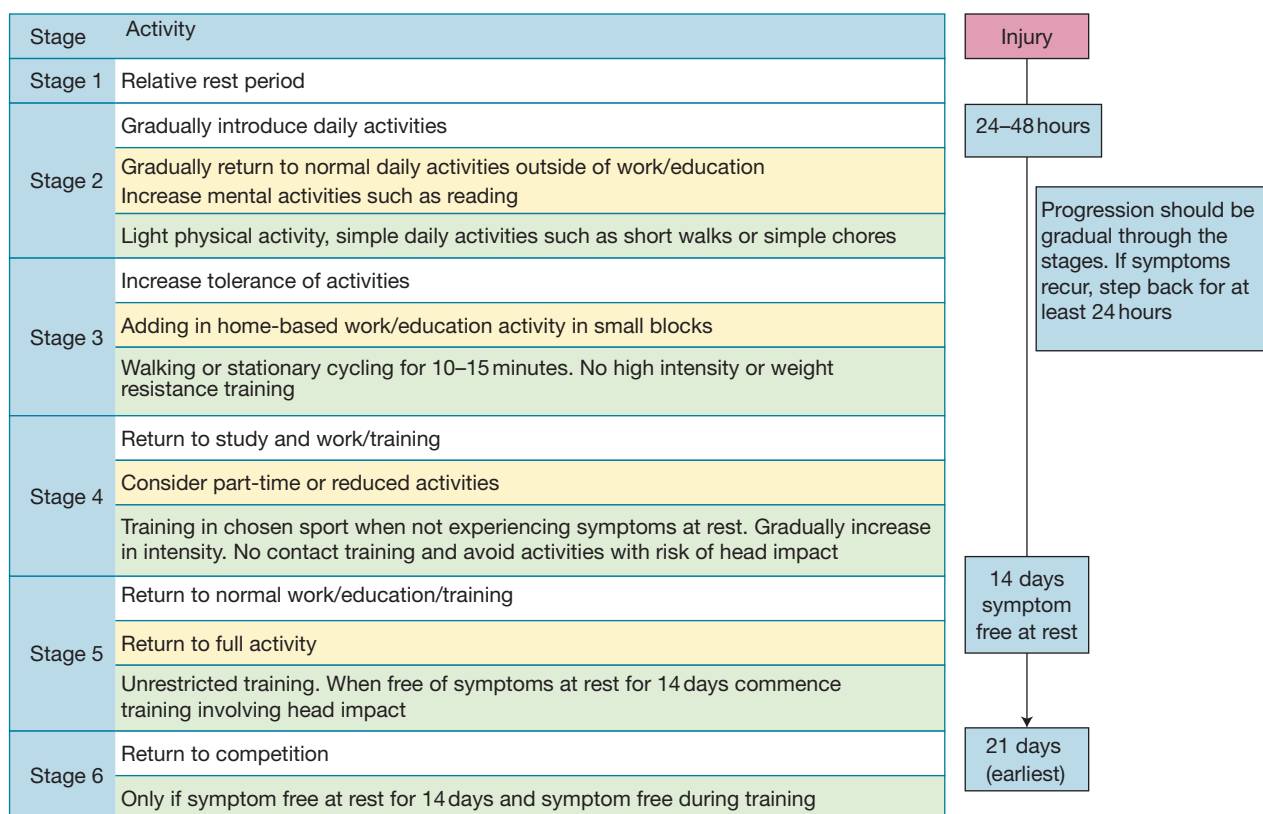 Stage Activity
Stage 1 Relative rest period
Stage 2
Gradually introduce daily activities
Gradually return to normal daily activities outside of work/education
Increase mental activities such as reading
Light physical activity, simple daily activities such as short walks or simple chores
Stage 3
Increase tolerance of activities
Adding in home-based work/education activity in small blocks
Walking or stationary cycling for 10–15 minutes. No high intensity or weight
resistance training
Stage 4
Return to study and work/training
Consider part-time or reduced activities
Training in chosen sport when not experiencing symptoms at rest. Gradually increase
in intensity. No contact training and avoid activities with risk of head impact
Stage 5
Return to normal work/education/training
Return to full activity
Unrestricted training. When free of symptoms at rest for 14 days commence
training involving head impact
Stage 6
Return to competition
Only if symptom free at rest for 14 days and symptom free during training
Injury
24–48 hours
Progression should be
gradual through the
stages. If symptoms
recur, step back for at
least 24 hours
14 days
symptom
free at rest
21 days
(earliest)